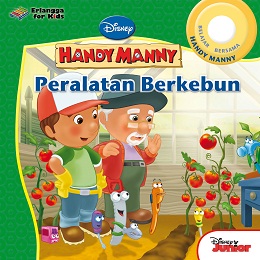 Erlangga
for Kids
Disney
BELAJAR BERSAMA
HANDY MANNY
HANDY MANNY
Peralatan Berkebun
Disney Junior